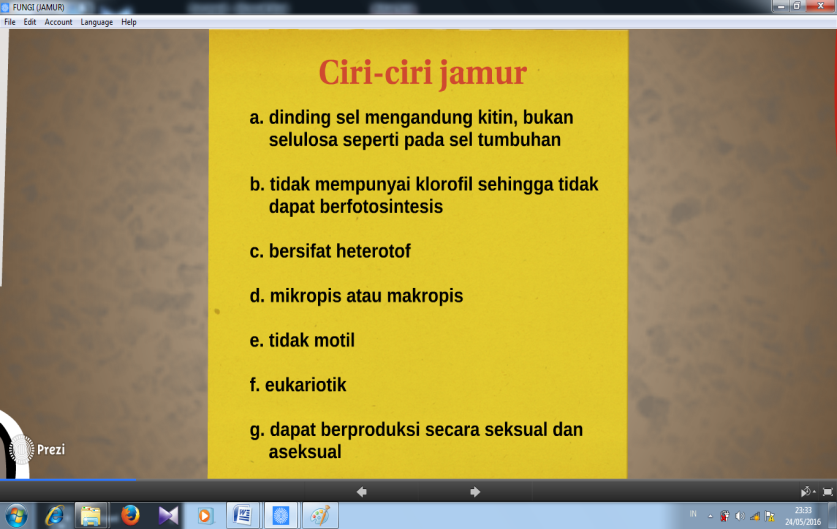 FUNGI (JAMUR)
File Edit Account Language Help
Ciri-ciri jamur
a. dinding sel mengandung kitin, bukan
selulosa seperti pada sel tumbuhan
b. tidak mempunyai klorofil sehingga tidak
dapat berfotosintesis
c. bersifat heterotof
d. mikropis atau makropis
e. tidak motil
f. eukariotik
g. dapat berproduksi secara seksual dan
aseksual
Prezi
IN
23:33
24/05/2016